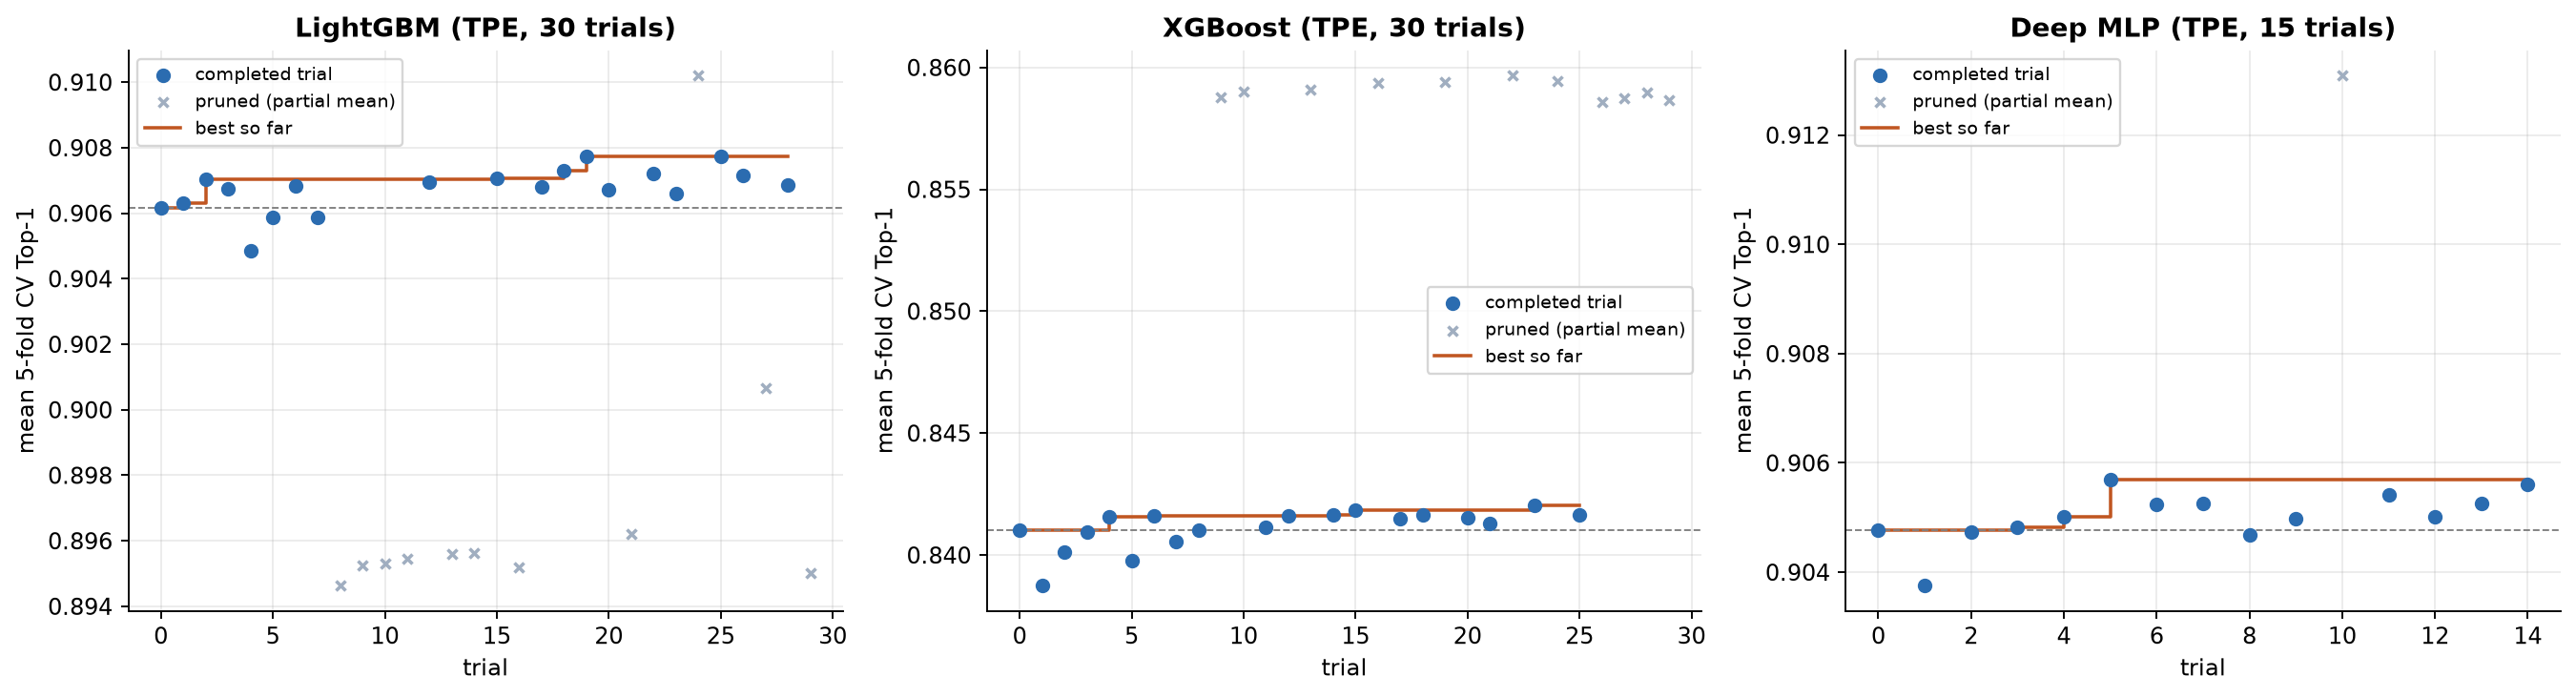 LightGBM (TPE, 30 trials)
completed trial
pruned (partial mean)
best so far
0.910
0.908
0.906
0.904
0.902
0.900
0.898
0.896
0.894
mean 5-fold CV Top-1
0 5 10 15 20 25 30
trial
XGBoost (TPE, 30 trials)
0.860
0.855
0.850
0.845
0.840
mean 5-fold CV Top-1
completed trial
pruned (partial mean)
best so far
0 5 10 15 20 25 30
trial
Deep MLP (TPE, 15 trials)
completed trial
pruned (partial mean)
best so far
0.912
0.910
0.908
0.906
0.904
mean 5-fold CV Top-1
0 2 4 6 8 10 12 14
trial